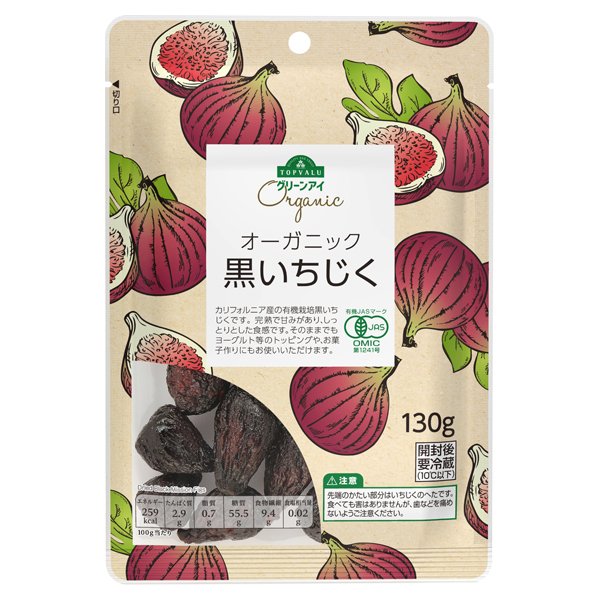 ◀切り口
TOPVALU
グリーンアイ
Organic
オーガニック
黒いちじく
カリフォルニア産の有機栽培黒いち
じくです。完熟で甘みがあり、しっ
とりとした食感です。そのままでも
ヨーグルト等のトッピングや、お菓
子作りにもお使いいただけます。
有機JASマーク
JAS
OMIC
第1241号
130g
開封後
要冷蔵
(10℃以下)
注意
先端のかたい部分はいちじくのへたです。
食べても害はありませんが、歯などを痛め
ないようご注意ください。
Dried Black Mission Figs
エネルギー たんぱく質 脂質 糖質 食物繊維 食塩相当量
259kcal 2.9g 0.7g 55.5g 9.4g 0.02g
100g当たり